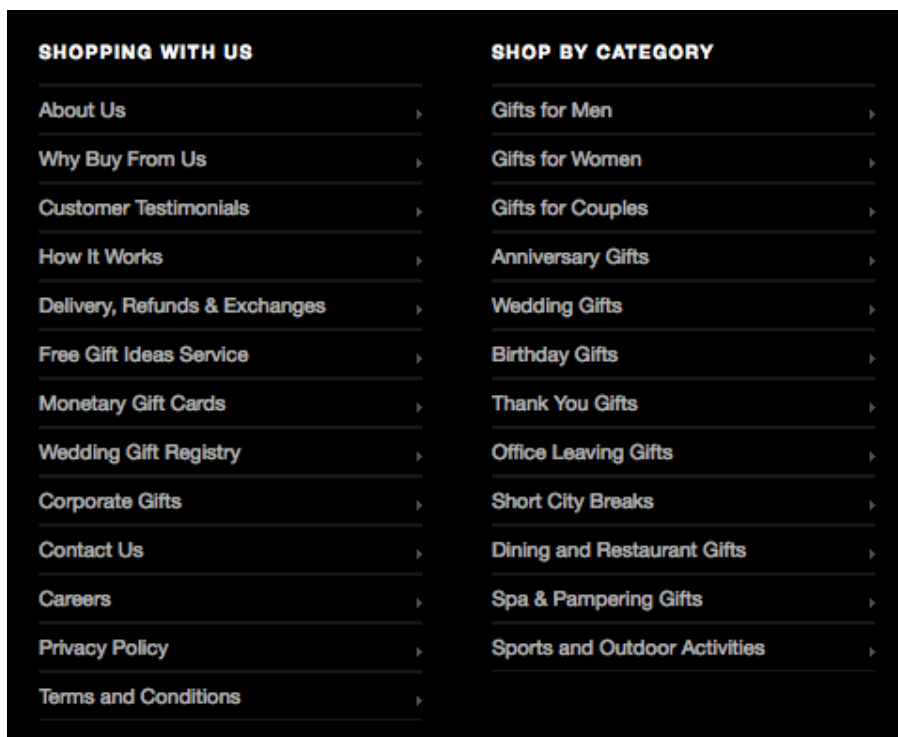 SHOPPING WITH US
About Us
Why Buy From Us
Customer Testimonials
How It Works
Delivery, Refunds & Exchanges
Free Gift Ideas Service
Monetary Gift Cards
Wedding Gift Registry
Corporate Gifts
Contact Us
Careers
Privacy Policy
Terms and Conditions
SHOP BY CATEGORY
Gifts for Men
Gifts for Women
Gifts for Couples
Anniversary Gifts
Wedding Gifts
Birthday Gifts
Thank You Gifts
Office Leaving Gifts
Short City Breaks
Dining and Restaurant Gifts
Spa & Pampering Gifts
Sports and Outdoor Activities